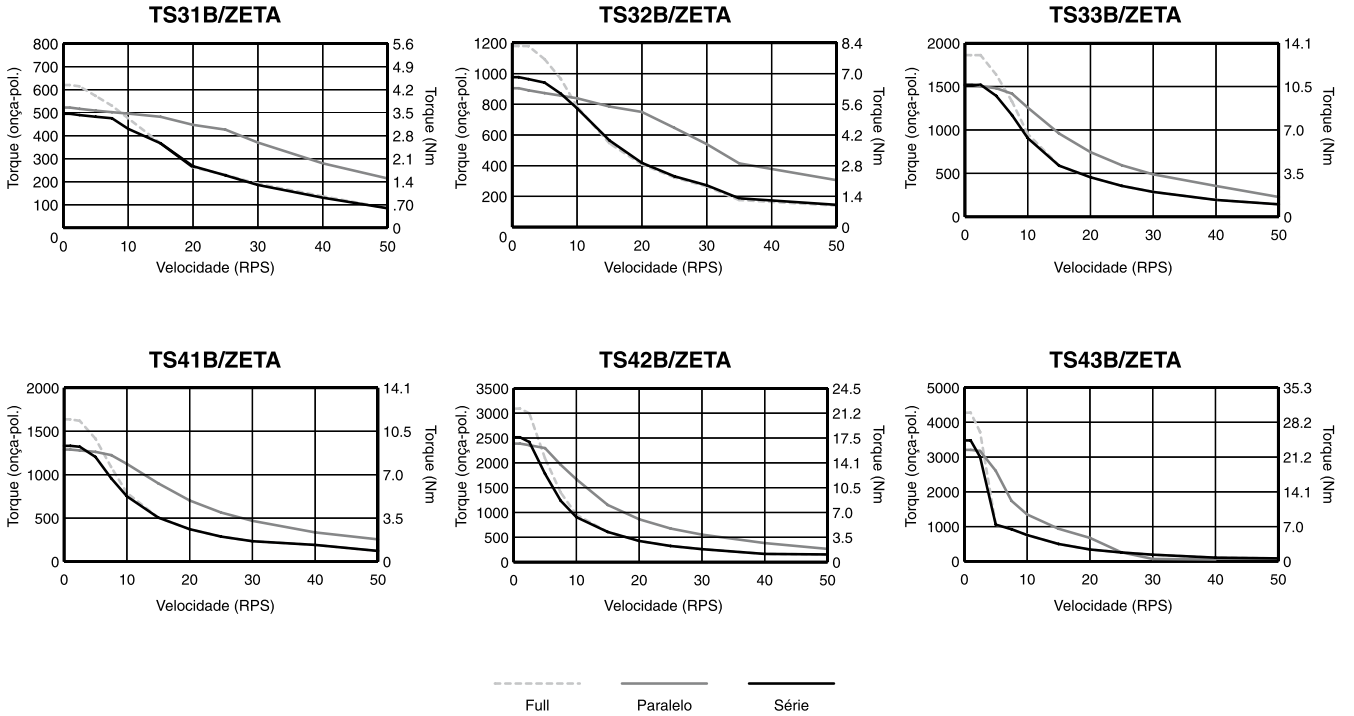 TS31B/ZETA
800
700
600
500
400
300
200
100
0
5.6
4.9
4.2
3.5
2.8
2.1
1.4
.70
0
0 10 20 30 40 50
Torque (onça-pol.)
Torque (Nm
Velocidade (RPS)
TS32B/ZETA
1200
1000
800
600
400
200
0
8.4
7.0
5.6
4.2
2.8
1.4
0
0 10 20 30 40 50
Torque (onça-pol.)
Torque (Nm
Velocidade (RPS)
TS33B/ZETA
2000
1500
1000
500
0
14.1
10.5
7.0
3.5
0
0 10 20 30 40 50
Torque (onça-pol.)
Torque (Nm
Velocidade (RPS)
TS41B/ZETA
2000
1500
1000
500
0
14.1
10.5
7.0
3.5
0
0 10 20 30 40 50
Torque (onça-pol.)
Torque (Nm
Velocidade (RPS)
TS42B/ZETA
3500
3000
2500
2000
1500
1000
500
0
24.5
21.2
17.5
14.1
10.5
7.0
3.5
0
0 10 20 30 40 50
Torque (onça-pol.)
Torque (Nm
Velocidade (RPS)
TS43B/ZETA
5000
4000
3000
2000
1000
0
35.3
28.2
21.2
14.1
7.0
0
0 10 20 30 40 50
Torque (onça-pol.)
Torque (Nm
Velocidade (RPS)
Full Paralelo Série